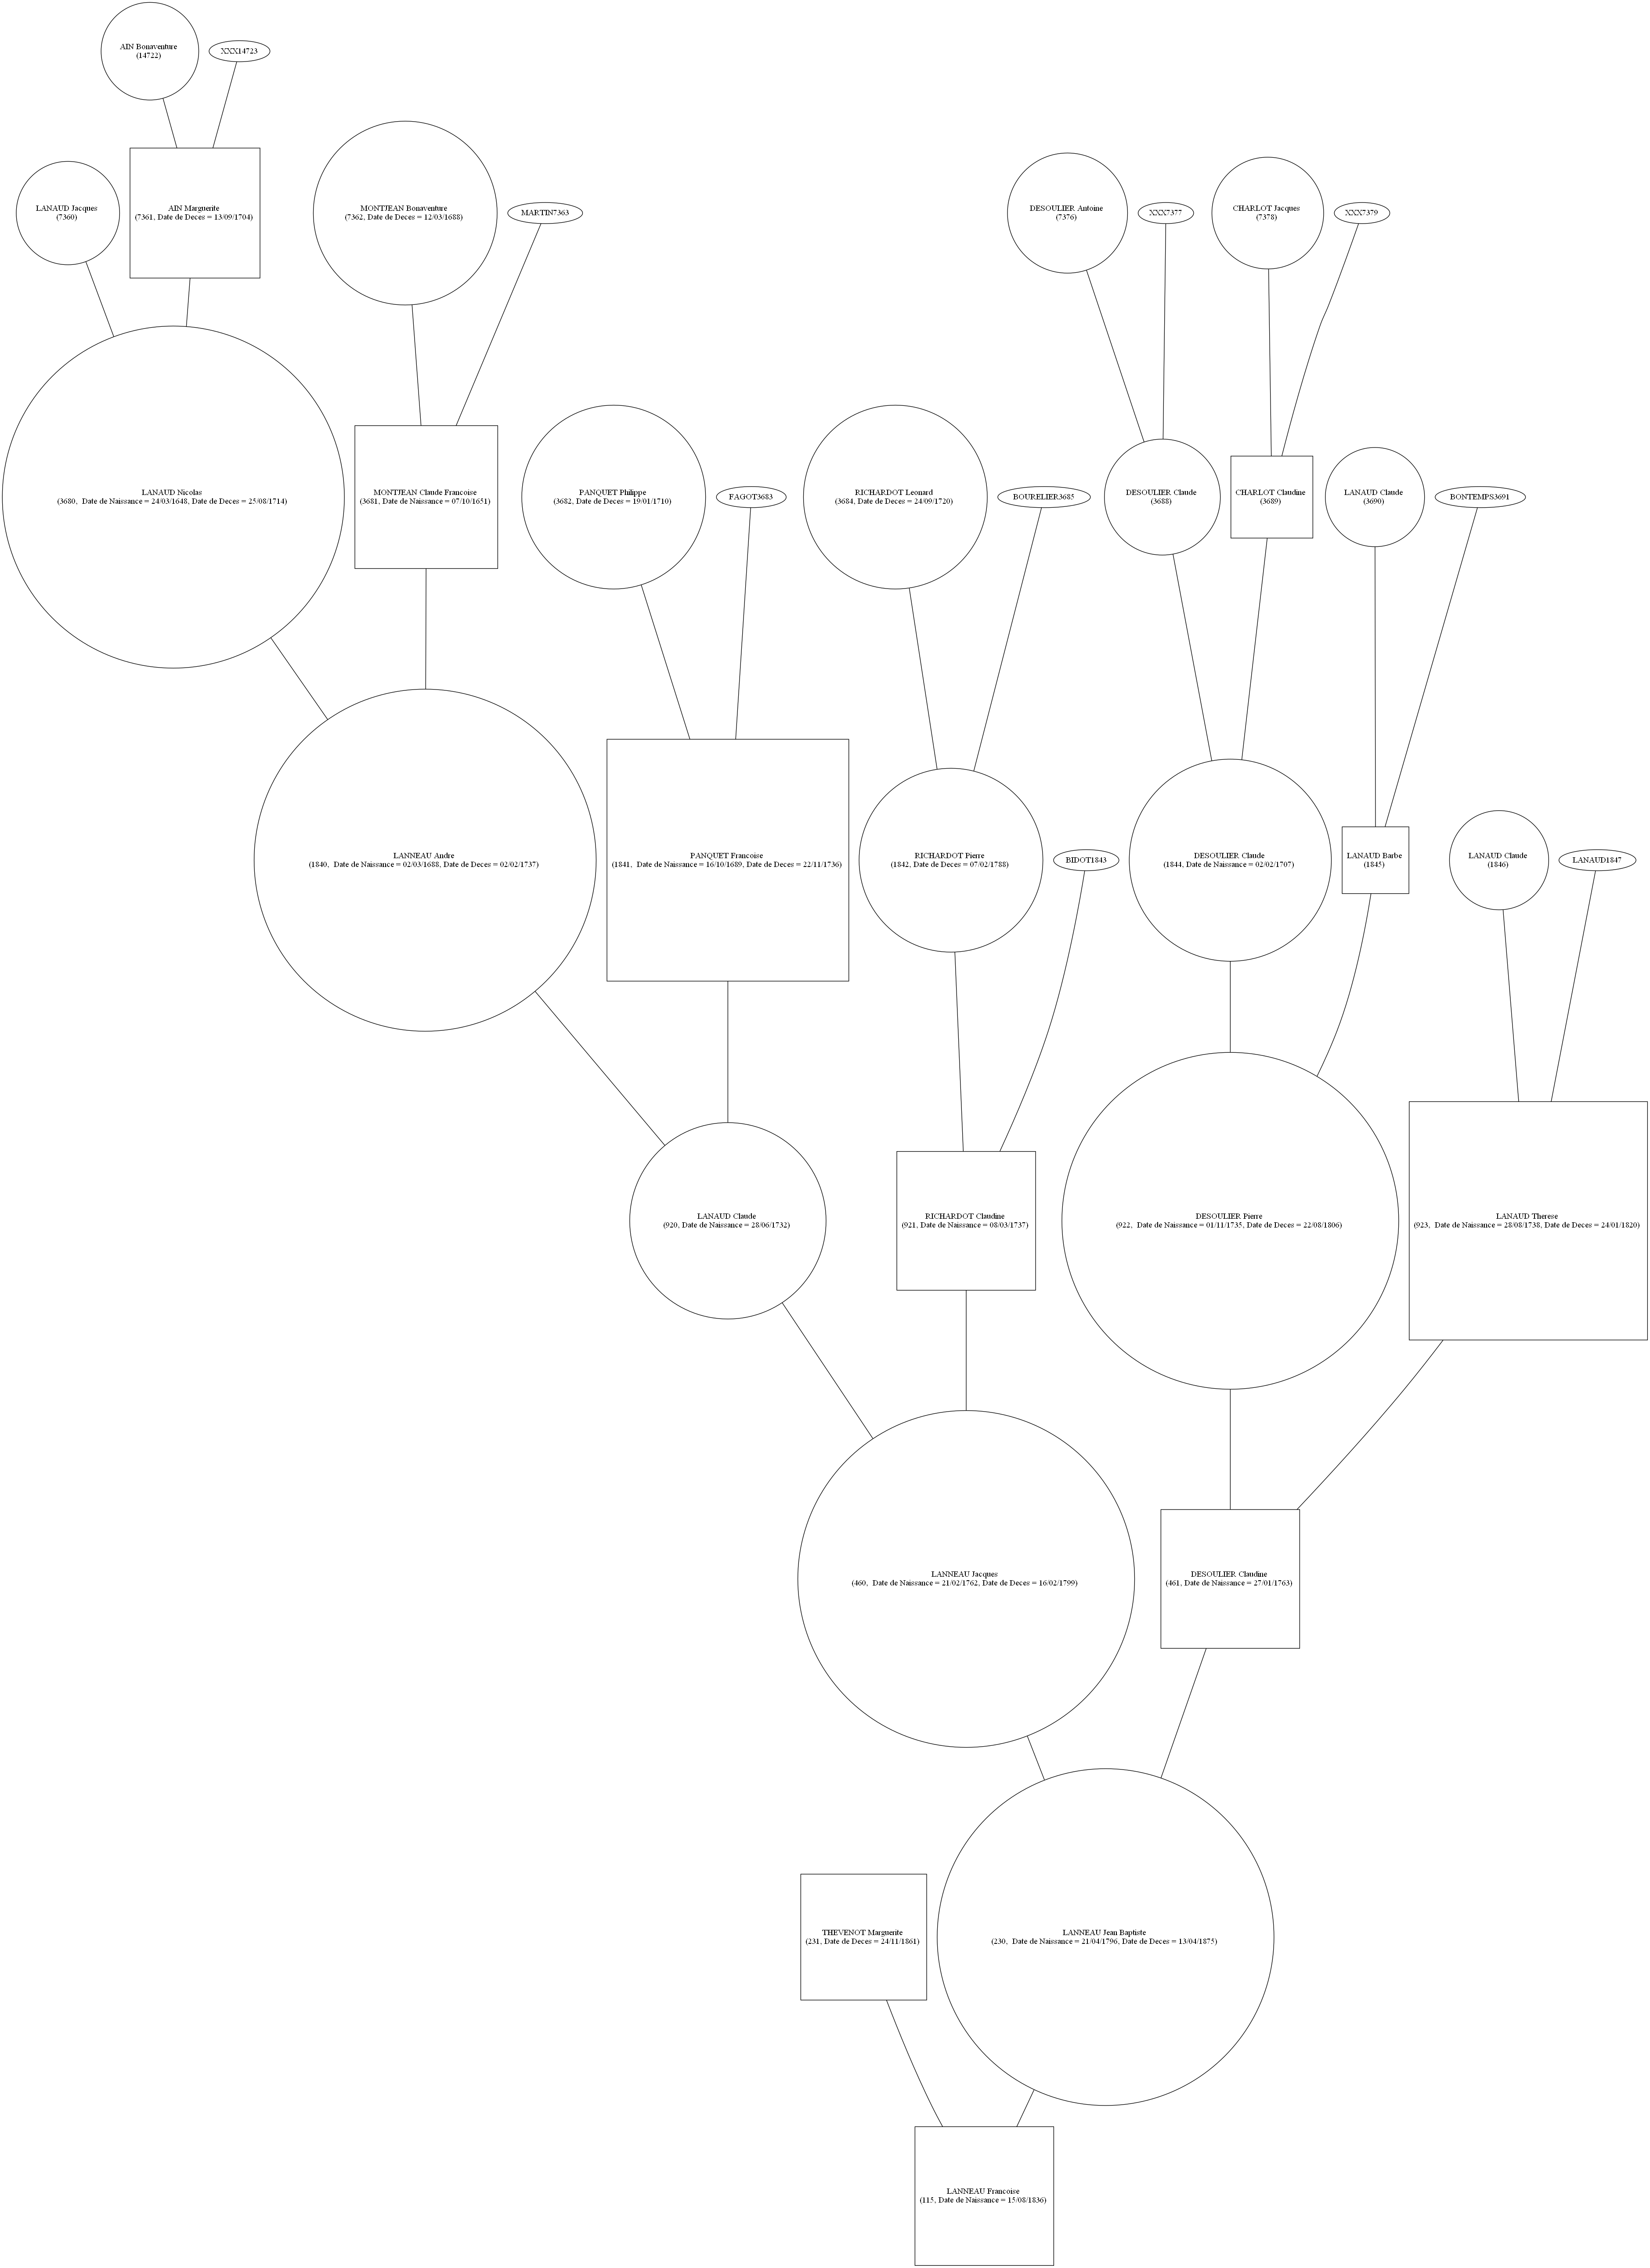 AIN Bonaventure
(14722)
XXX14723
LANAUD Jacques
(7360)
AIN Marguerite
(7361, Date de Deces = 13/09/1704)
MONTJEAN Bonaventure
(7362, Date de Deces = 12/03/1688)
MARTIN7363
DESOULIER Antoine
(7376)
XXX7377
CHARLOT Jacques
(7378)
XXX7379
LANAUD Nicolas
(3680,  Date de Naissance = 24/03/1648, Date de Deces = 25/08/1714)
MONTJEAN Claude Francoise
(3681, Date de Naissance = 07/10/1651)
PANQUET Philippe
(3682, Date de Deces = 19/01/1710)
FAGOT3683
RICHARDOT Leonard
(3684, Date de Deces = 24/09/1720)
BOURELIER3685
DESOULIER Claude
(3688)
CHARLOT Claudine
(3689)
LANAUD Claude
(3690)
BONTEMPS3691
LANNEAU Andre
(1840,  Date de Naissance = 02/03/1688, Date de Deces = 02/02/1737)
PANQUET Francoise
(1841,  Date de Naissance = 16/10/1689, Date de Deces = 22/11/1736)
RICHARDOT Pierre
(1842, Date de Deces = 07/02/1788)
BIDOT1843
DESOULIER Claude
(1844, Date de Naissance = 02/02/1707)
LANAUD Barbe
(1845)
LANAUD Claude
(1846)
LANAUD1847
LANAUD Claude
(920, Date de Naissance = 28/06/1732)
RICHARDOT Claudine
(921, Date de Naissance = 08/03/1737)
DESOULIER Pierre
(922,  Date de Naissance = 01/11/1735, Date de Deces = 22/08/1806)
LANAUD Therese
(923,  Date de Naissance = 28/08/1738, Date de Deces = 24/01/1820)
LANNEAU Jacques
(460,  Date de Naissance = 21/02/1762, Date de Deces = 16/02/1799)
DESOULIER Claudine
(461, Date de Naissance = 27/01/1763)
THEVENOT Marguerite
(231, Date de Deces = 24/11/1861)
LANNEAU Jean Baptiste
(230,  Date de Naissance = 21/04/1796, Date de Deces = 13/04/1875)
LANNEAU Francoise
(115, Date de Naissance = 15/08/1836)